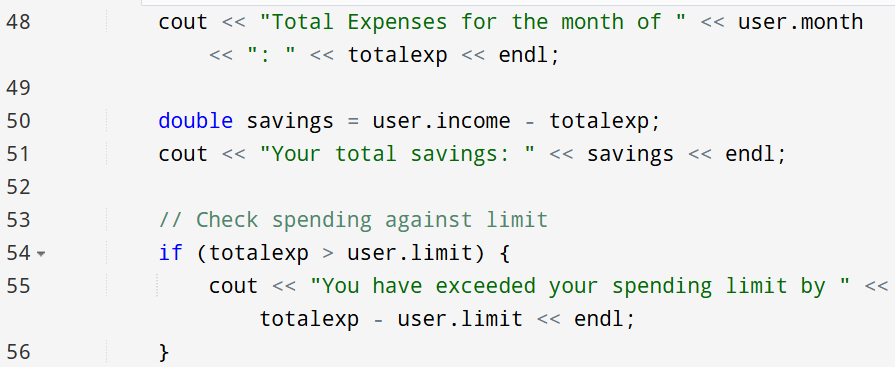 48 cout << "Total Expenses for the month of " << user.month
<< ": " << totalexp << endl;
49
50 double savings = user.income - totalexp;
51 cout << "Your total savings: " << savings << endl;
52
53 // Check spending against limit
54 if (totalexp > user.limit) {
55 cout << "You have exceeded your spending limit by " <<
totalexp - user.limit << endl;
56 }